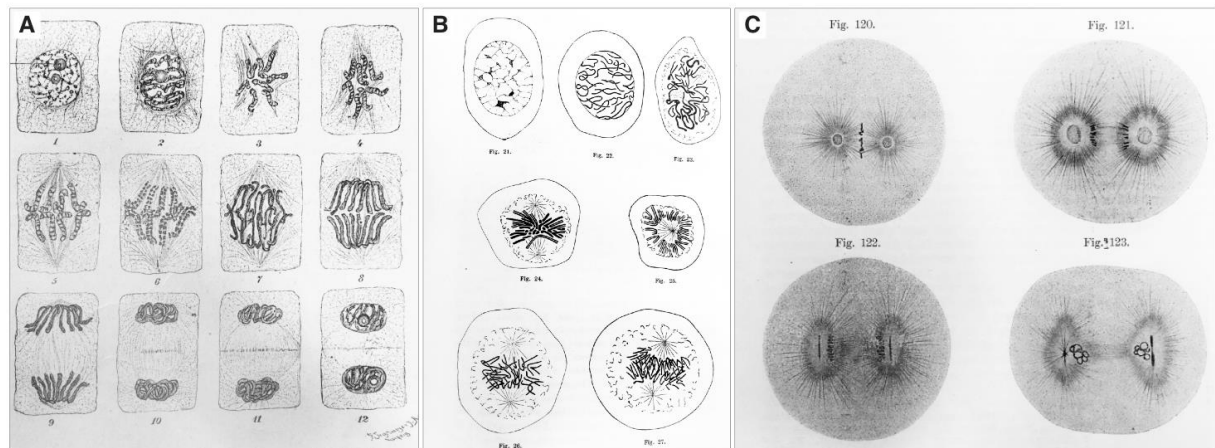 A
1
2
3
4
5
6
7
8
9
10
11
12
B
Fig. 21.
Fig. 22.
Fig. 23.
Fig. 24.
Fig. 25.
Fig. 26.
Fig. 27.
C
Fig. 120.
Fig. 121.
Fig. 122.
Fig. 123.